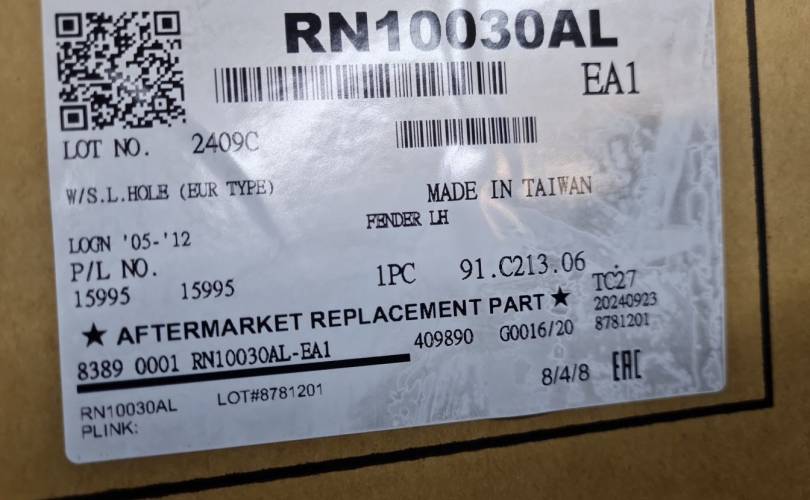 RN10030AL
EA1
LOT NO. 2409C
W/S.L.HOLE (EUR TYPE)
MADE IN TAIWAN
FENDER LH
LOGN '05-'12
P/L NO.
1PC 91.C213.06
15995 15995
TC27
★ AFTERMARKET REPLACEMENT PART ★
20240923
8389 0001 RN10030AL-EA1
409890 G0016/20 8781201
8/4/8 EAC
RN10030AL LOT#8781201
PLINK: